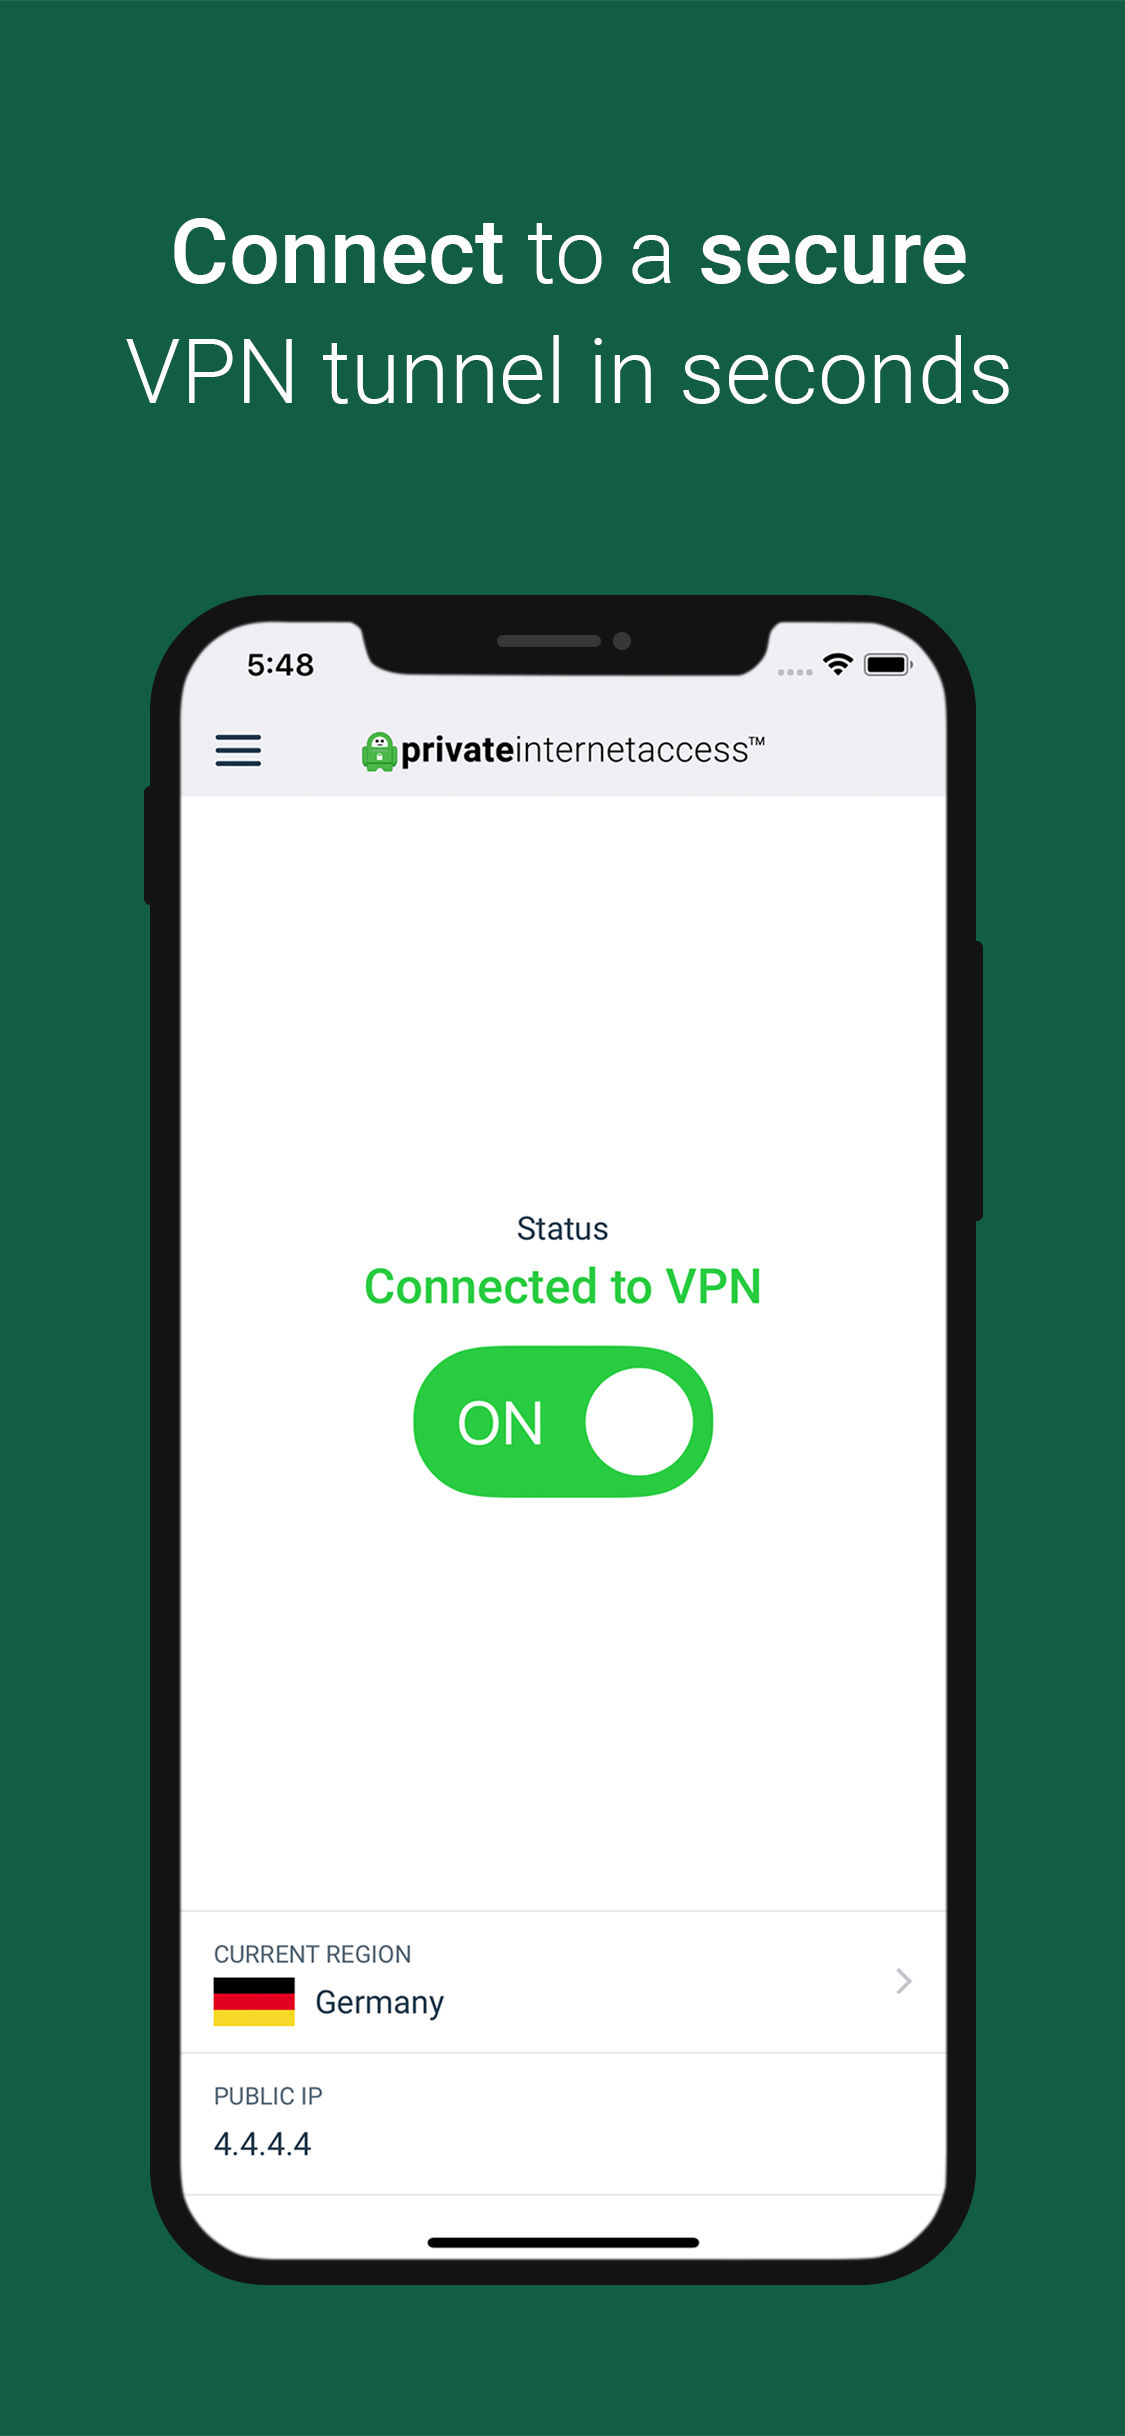 Connect to a secure
VPN tunnel in seconds
5:48
privateinternetaccess™
Status
Connected to VPN
ON
CURRENT REGION
Germany
PUBLIC IP
4.4.4.4